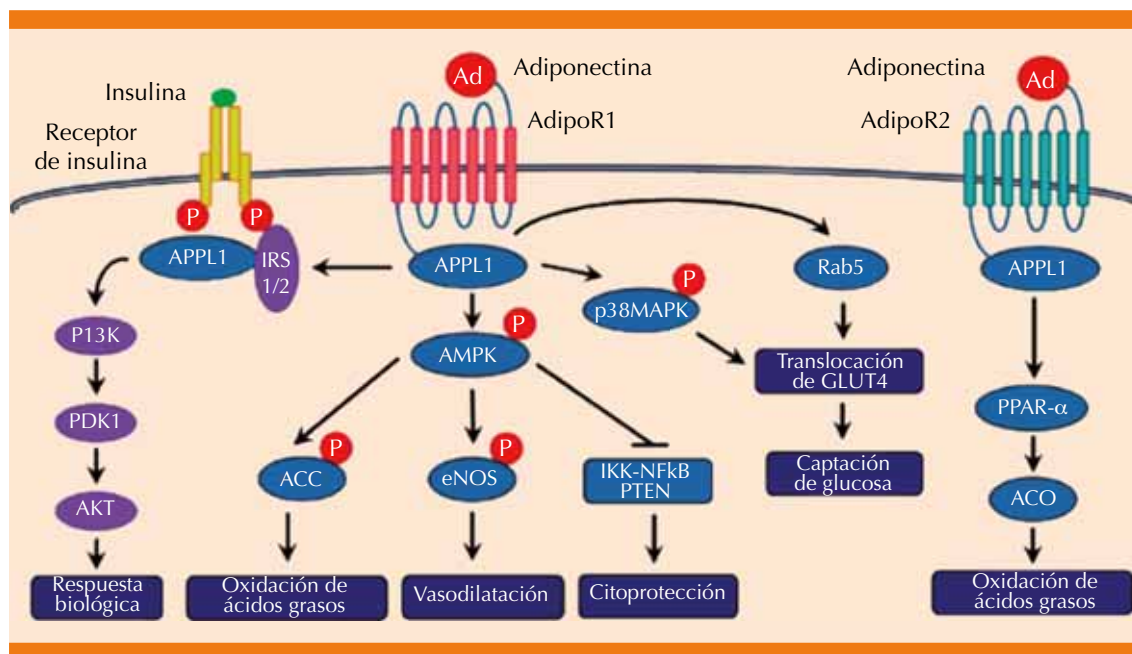 Insulina
Receptor
de insulina
P
P
APPL1
IRS
1/2
P13K
PDK1
AKT
Respuesta
biológica
Ad
Adiponectina
AdipoR1
APPL1
P
AMPK
P
ACC
Oxidación de
ácidos grasos
P
eNOS
Vasodilatación
IKK-NFkB
PTEN
Citoprotección
P
p38MAPK
Rab5
Translocación
de GLUT4
Captación
de glucosa
Adiponectina
Ad
AdipoR2
APPL1
PPAR-α
ACO
Oxidación de
ácidos grasos